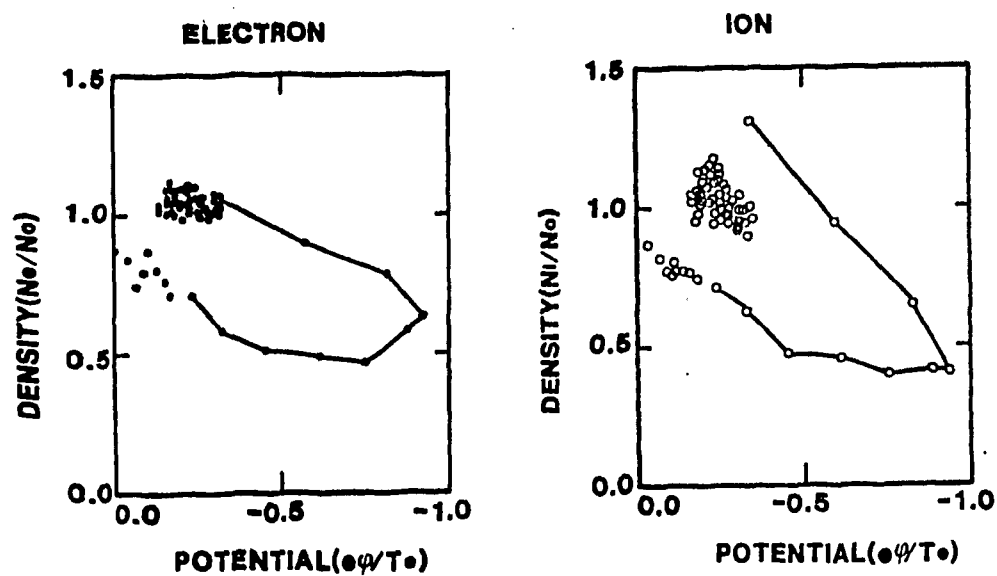 ELECTRON
1.5
1.0
0.5
0.0
0.0 -0.5 -1.0
DENSITY(Ne/No)
POTENTIAL(eφ/Te)
ION
1.5
1.0
0.5
0.0
0.0 -0.5 -1.0
DENSITY(Ni/No)
POTENTIAL(eφ/Te)